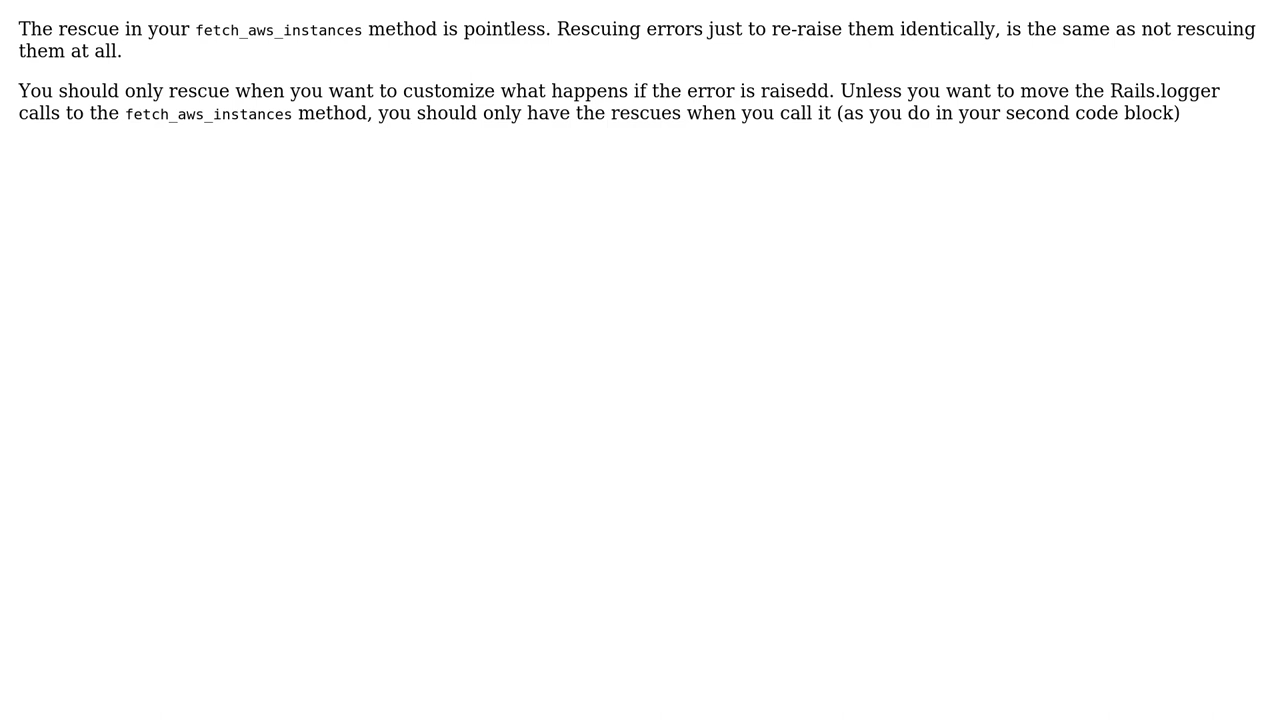 The rescue in your fetch_aws_instances method is pointless. Rescuing errors just to re-raise them identically, is the same as not rescuing
them at all.
You should only rescue when you want to customize what happens if the error is raisedd. Unless you want to move the Rails.logger
calls to the fetch_aws_instances method, you should only have the rescues when you call it (as you do in your second code block)